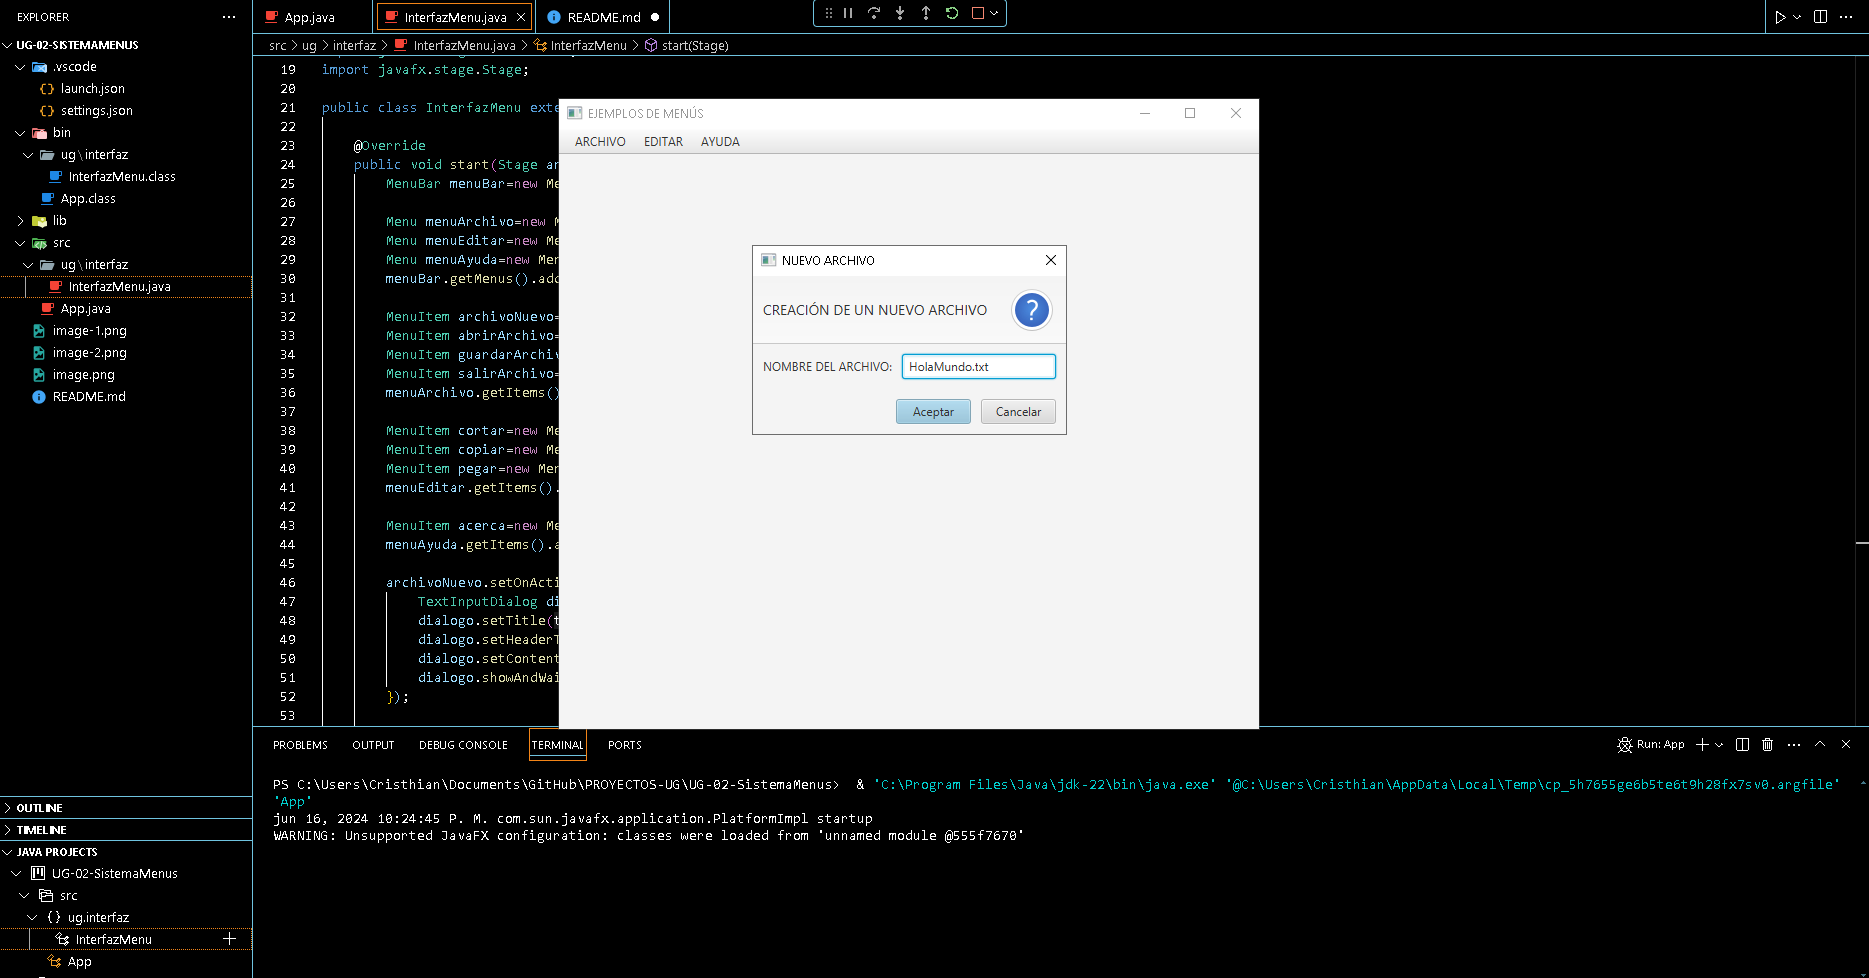 EXPLORER
UG-02-SISTEMAMENUS
.vscode
launch.json
settings.json
bin
ug\interfaz
InterfazMenu.class
App.class
lib
src
ug\interfaz
InterfazMenu.java
App.java
image-1.png
image-2.png
image.png
README.md
OUTLINE
TIMELINE
JAVA PROJECTS
UG-02-SistemaMenus
src
ug.interfaz
InterfazMenu
App
App.java InterfazMenu.java README.md
src > ug > interfaz > InterfazMenu.java > InterfazMenu > start(Stage)
19 import javafx.stage.Stage;
20
21 public class InterfazMenu exte
22
23 @Override
24 public void start(Stage ar
25 MenuBar menuBar=new Me
26
27 Menu menuArchivo=new M
28 Menu menuEditar=new Me
29 Menu menuAyuda=new Men
30 menuBar.getMenus().add
31
32 MenuItem archivoNuevo=
33 MenuItem abrirArchivo=
34 MenuItem guardarArchiv
35 MenuItem salirArchivo=
36 menuArchivo.getItems()
37
38 MenuItem cortar=new Me
39 MenuItem copiar=new Me
40 MenuItem pegar=new Men
41 menuEditar.getItems().
42
43 MenuItem acerca=new Me
44 menuAyuda.getItems().a
45
46 archivoNuevo.setOnActi
47 TextInputDialog di
48 dialogo.setTitle(t
49 dialogo.setHeaderT
50 dialogo.setContent
51 dialogo.showAndWai
52 });
53
EJEMPLOS DE MENÚS
ARCHIVO EDITAR AYUDA
NUEVO ARCHIVO
CREACIÓN DE UN NUEVO ARCHIVO
?
NOMBRE DEL ARCHIVO: HolaMundo.txt
Aceptar Cancelar
PROBLEMS OUTPUT DEBUG CONSOLE TERMINAL PORTS
Run: App
PS C:\Users\Cristhian\Documents\GitHub\PROYECTOS-UG\UG-02-SistemaMenus> & 'C:\Program Files\Java\jdk-22\bin\java.exe' '@C:\Users\Cristhian\AppData\Local\Temp\cp_5h7655ge6b5te6t9h28fx7sv0.argfile'
'App'
jun 16, 2024 10:24:45 P. M. com.sun.javafx.application.PlatformImpl startup
WARNING: Unsupported JavaFX configuration: classes were loaded from 'unnamed module @555f7670'